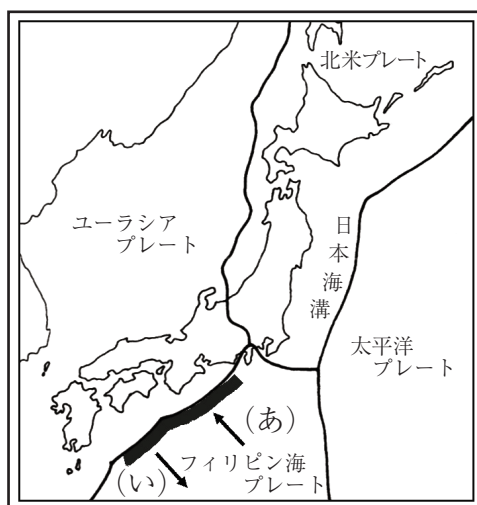 北米プレート
ユーラシア
プレート
日本海溝
太平洋
プレート
(あ)
(い)
フィリピン海
プレート